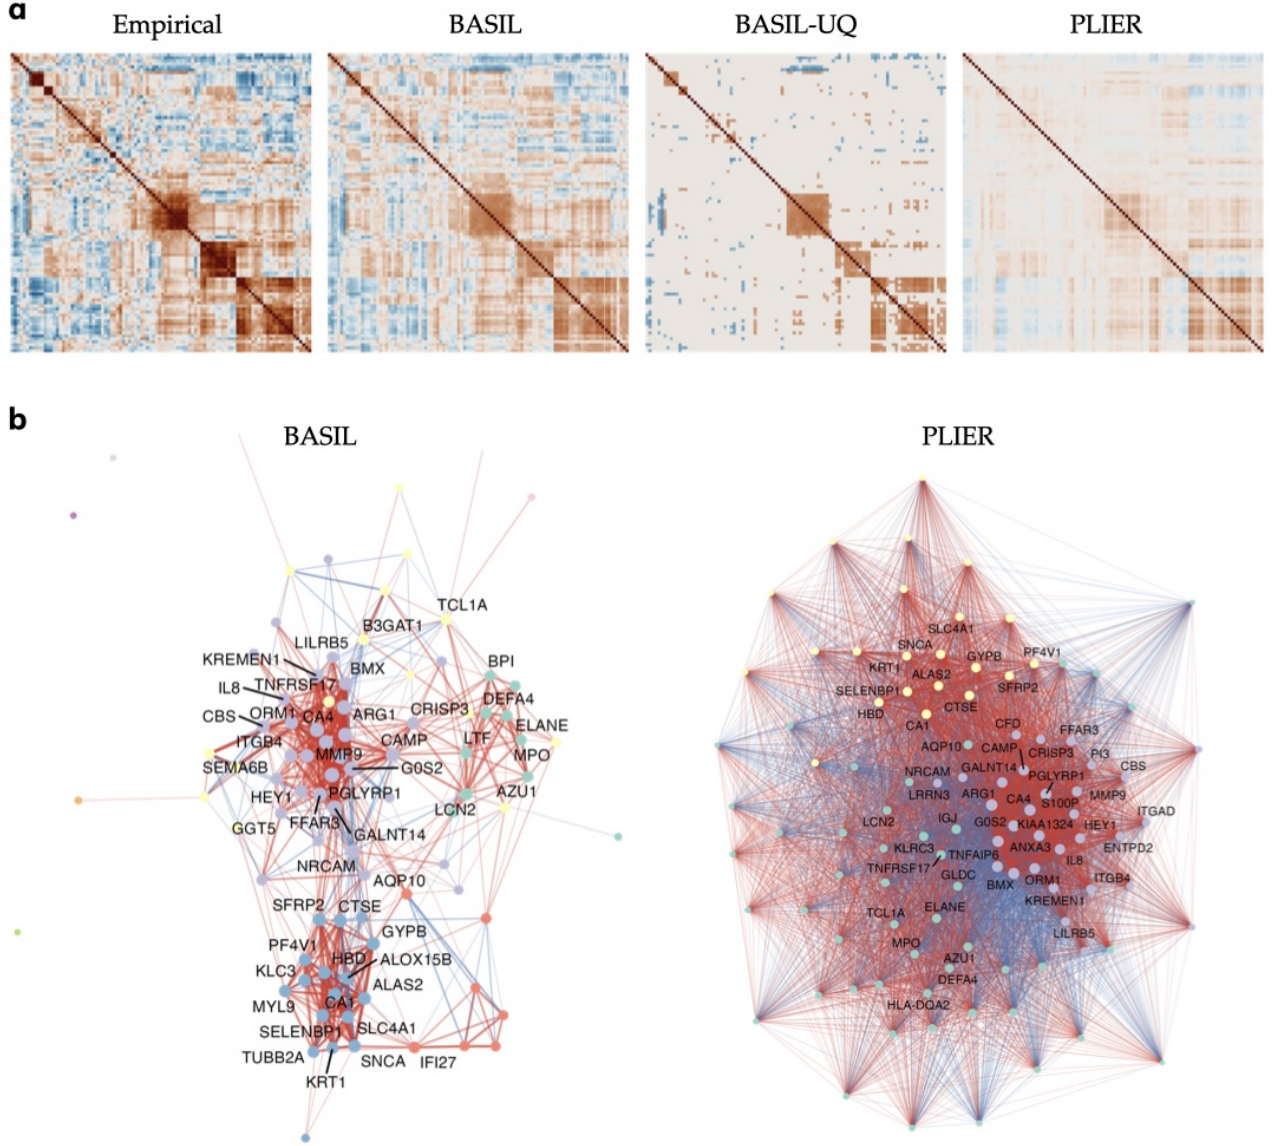 a
Empirical BASIL BASIL-UQ PLIER
b
BASIL
TCL1A
B3GAT1
LILRB5
KREMEN1
BMX
BPI
IL8
TNFRSF17
DEFA4
CBS
ORM1
CA4
ARG1
CRISP3
ELANE
ITGB4
MMP9
CAMP
LTF
MPO
SEMA6B
G0S2
HEY1
PGLYRP1
AZU1
LCN2
GGT5
FFAR3
GALNT14
NRCAM
AQP10
SFRP2
CTSE
GYPB
PF4V1
HBD
ALOX15B
KLC3
ALAS2
MYL9
CA1
SELENBP1
SLC4A1
TUBB2A
SNCA
IFI27
KRT1
PLIER
SLC4A1
SNCA
GYPB
PF4V1
KRT1
ALAS2
SELENBP1
SFRP2
HBD
CTSE
CA1
CFD
FFAR3
AQP10
CAMP
CRISP3
PI3
NRCAM
GALNT14
PGLYRP1
CBS
LRRN3
ARG1
CA4
S100P
MMP9
ITGAD
LCN2
IGJ
G0S2
KIAA1324
HEY1
KLRC3
TNFAIP6
ANXA3
ENTPD2
TNFRSF17
GLDC
IL8
BMX
ORM1
ITGB4
KREMEN1
TCL1A
ELANE
LILRB5
MPO
AZU1
DEFA4
HLA-DQA2